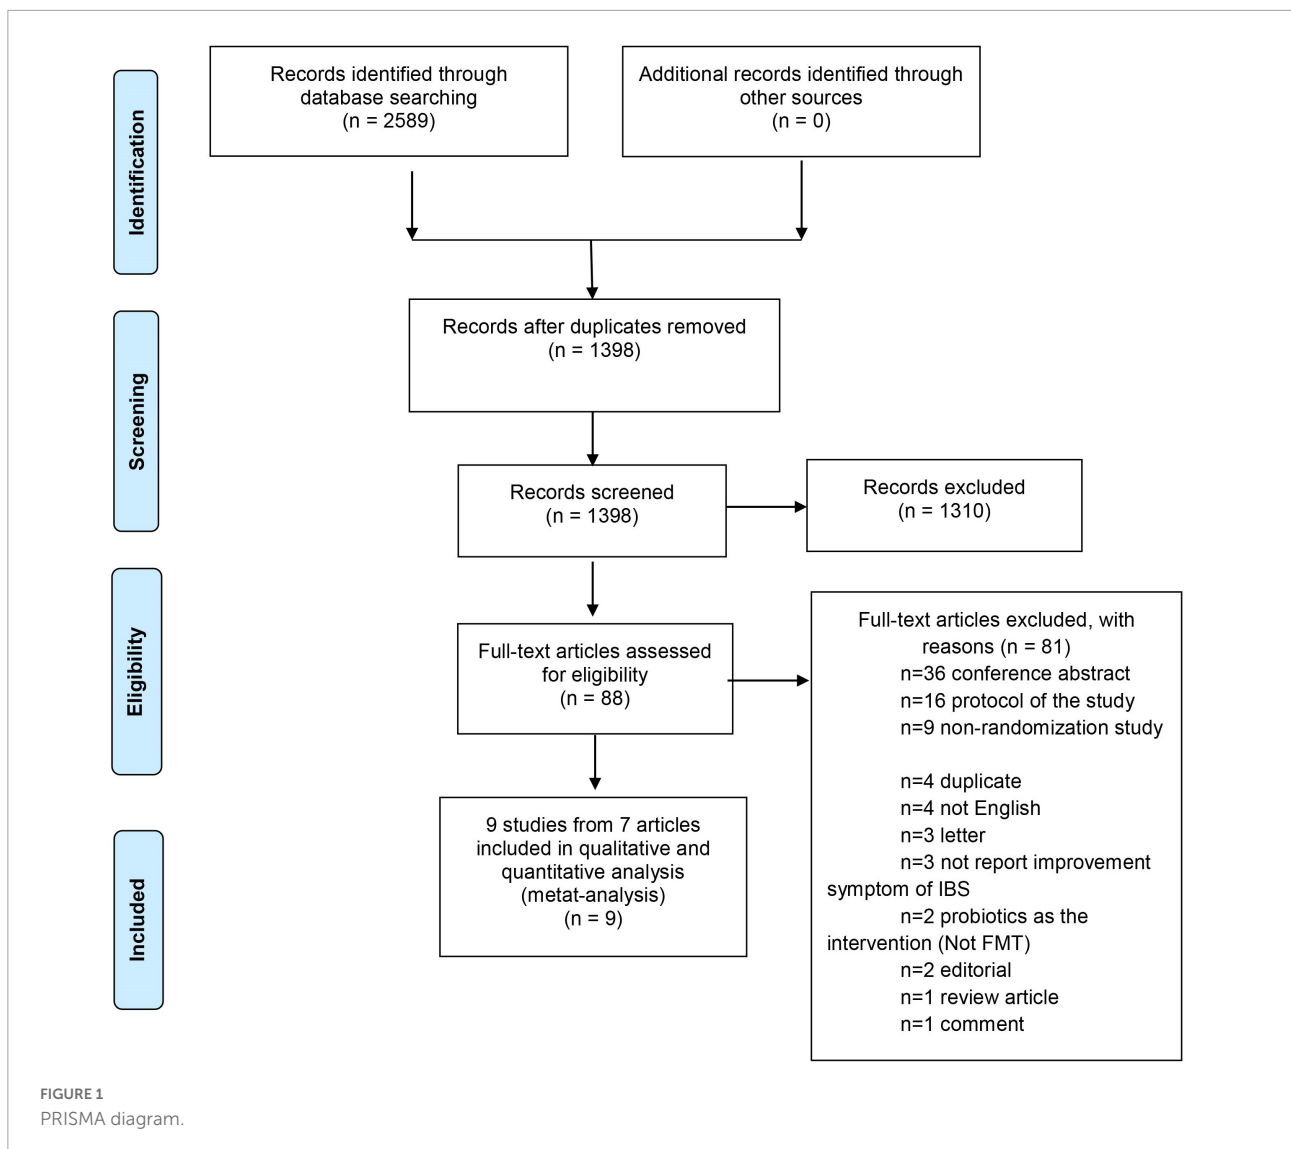 Identification
Records identified through
database searching
(n = 2589)
Additional records identified through
other sources
(n = 0)
Screening
Records after duplicates removed
(n = 1398)
Records screened
(n = 1398)
Records excluded
(n = 1310)
Eligibility
Full-text articles assessed
for eligibility
(n = 88)
Full-text articles excluded, with
reasons (n = 81)
n=36 conference abstract
n=16 protocol of the study
n=9 non-randomization study
n=4 duplicate
n=4 not English
n=3 letter
n=3 not report improvement
symptom of IBS
n=2 probiotics as the
intervention (Not FMT)
n=2 editorial
n=1 review article
n=1 comment
Included
9 studies from 7 articles
included in qualitative and
quantitative analysis
(metat-analysis)
(n = 9)
FIGURE 1
PRISMA diagram.